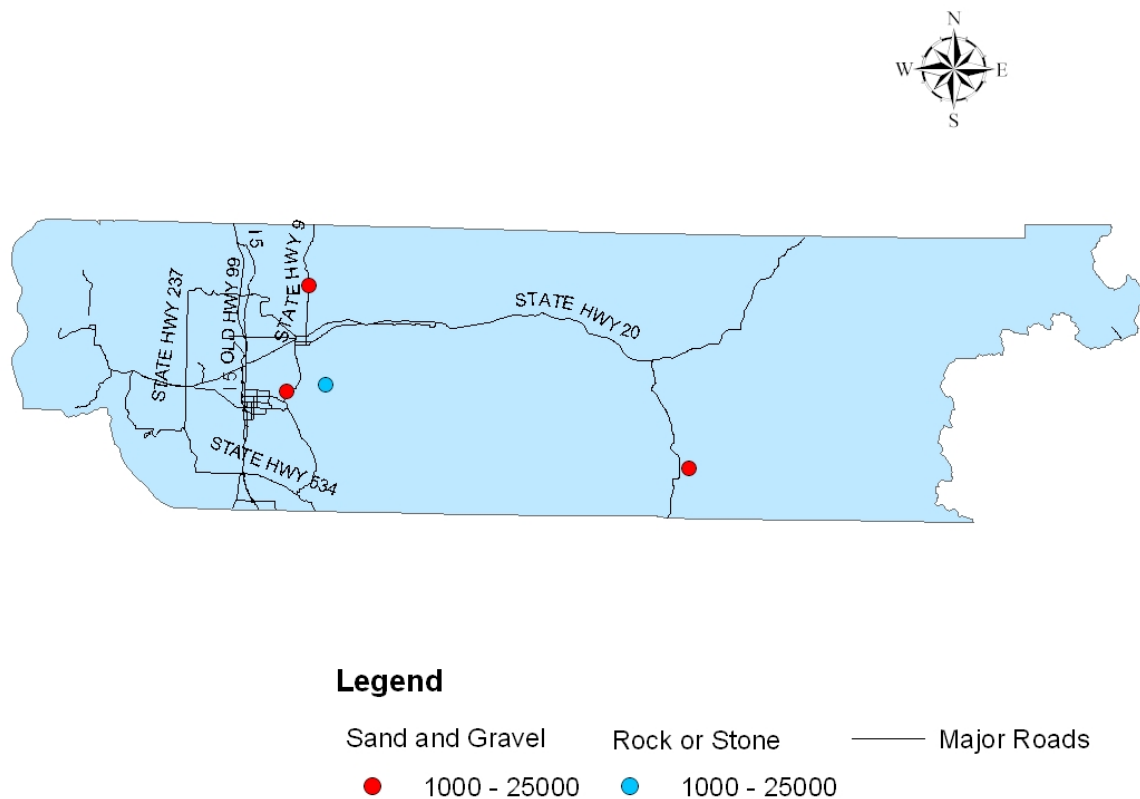 N
W
E
S
I 5
STATE HWY 9
STATE HWY 237
OLD HWY 99
I 5
STATE HWY 20
STATE HWY 534
Legend
Sand and Gravel
Rock or Stone
Major Roads
1000 - 25000
1000 - 25000